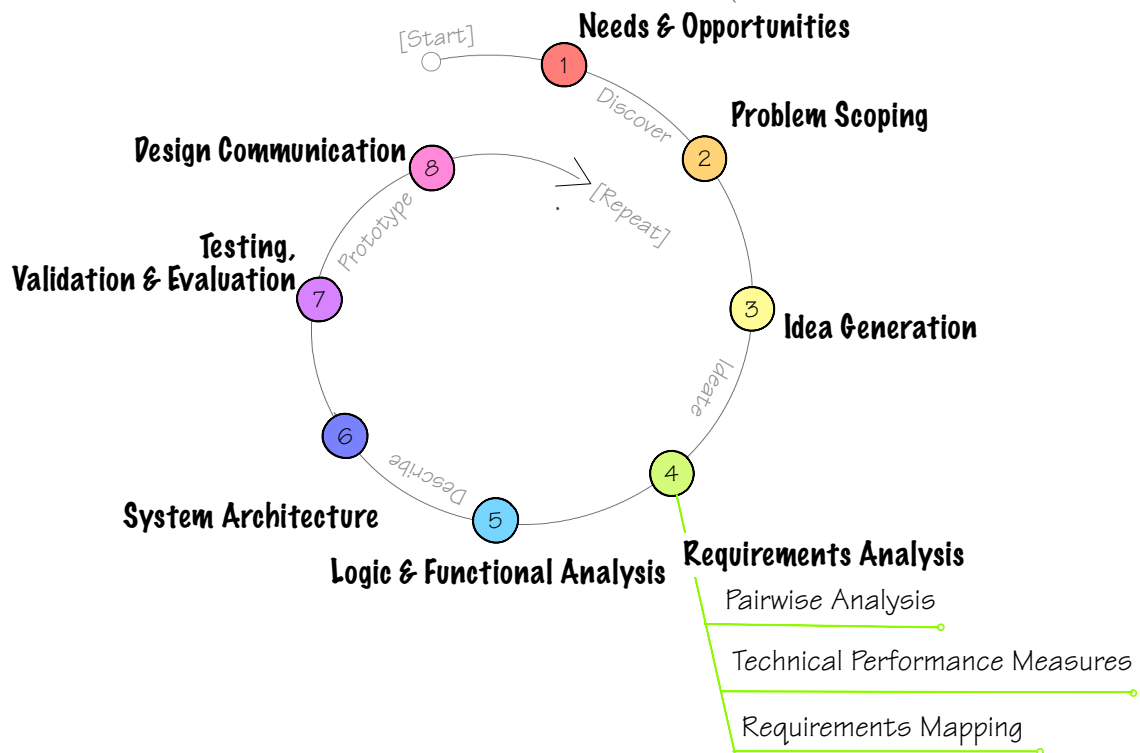 [Start]
1
Needs & Opportunities
Discover
2
Problem Scoping
3
Idea Generation
Ideate
4
Requirements Analysis
Pairwise Analysis
Technical Performance Measures
Requirements Mapping
5
Logic & Functional Analysis
Describe
6
System Architecture
7
Testing,
Validation & Evaluation
Prototype
8
Design Communication
[Repeat]